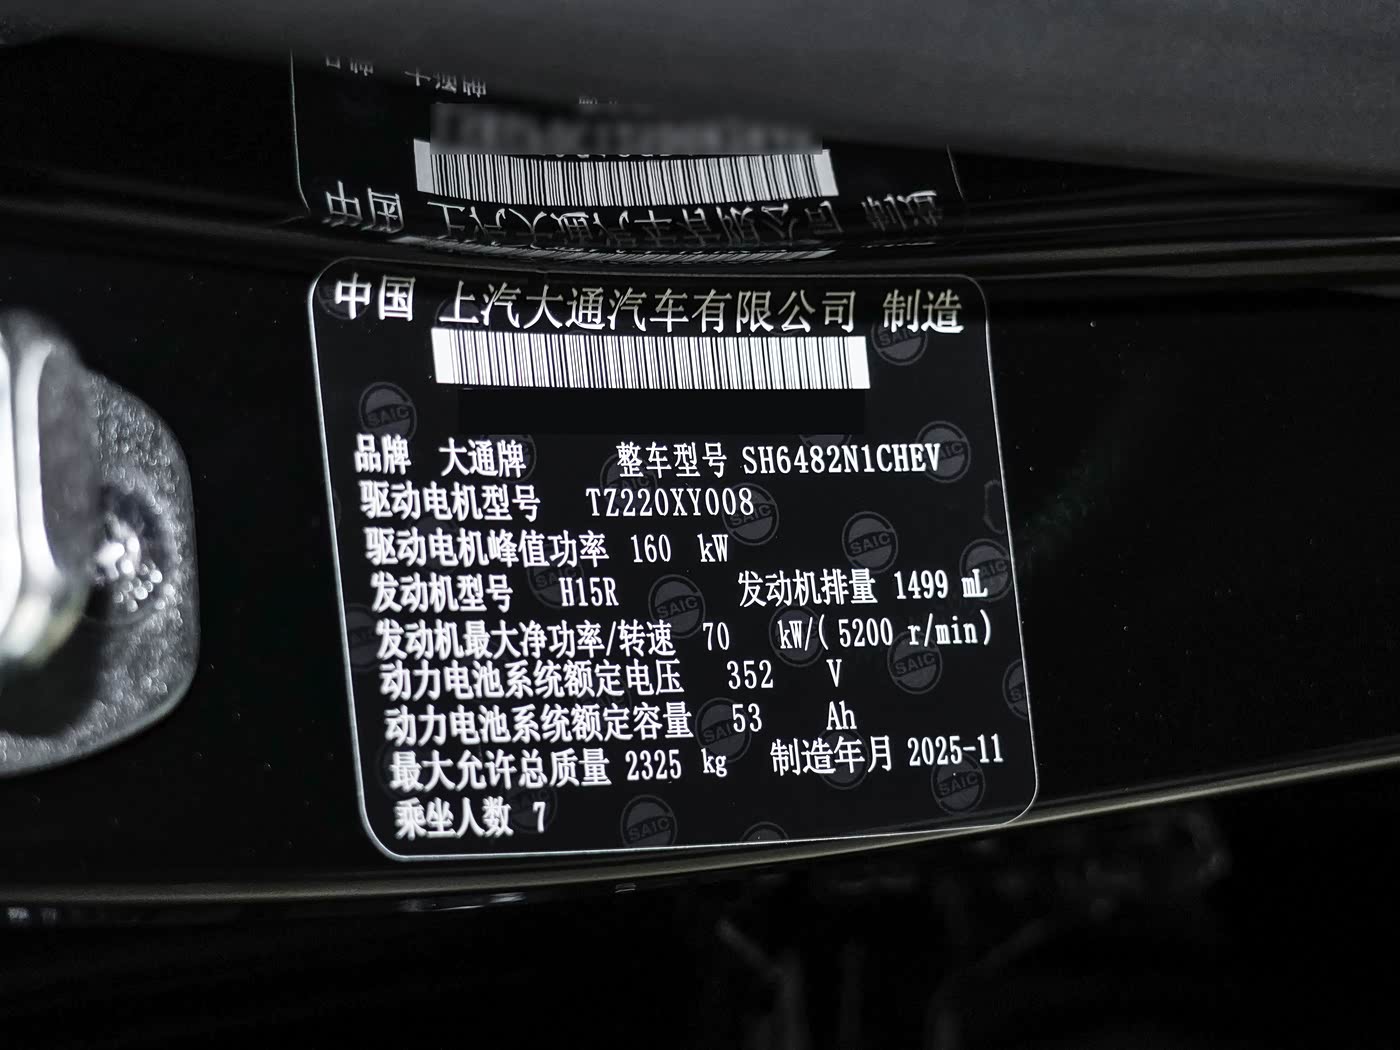 中国 上汽大通汽车有限公司 制造
品牌 大通牌 整车型号 SH6482N1CHEV
驱动电机型号 TZ220XY008
驱动电机峰值功率 160 kW
发动机型号 H15R 发动机排量 1499 mL
发动机最大净功率/转速 70 kW/( 5200 r/min)
动力电池系统额定电压 352 V
动力电池系统额定容量 53 Ah
最大允许总质量 2325 kg 制造年月 2025-11
乘坐人数 7
SAIC